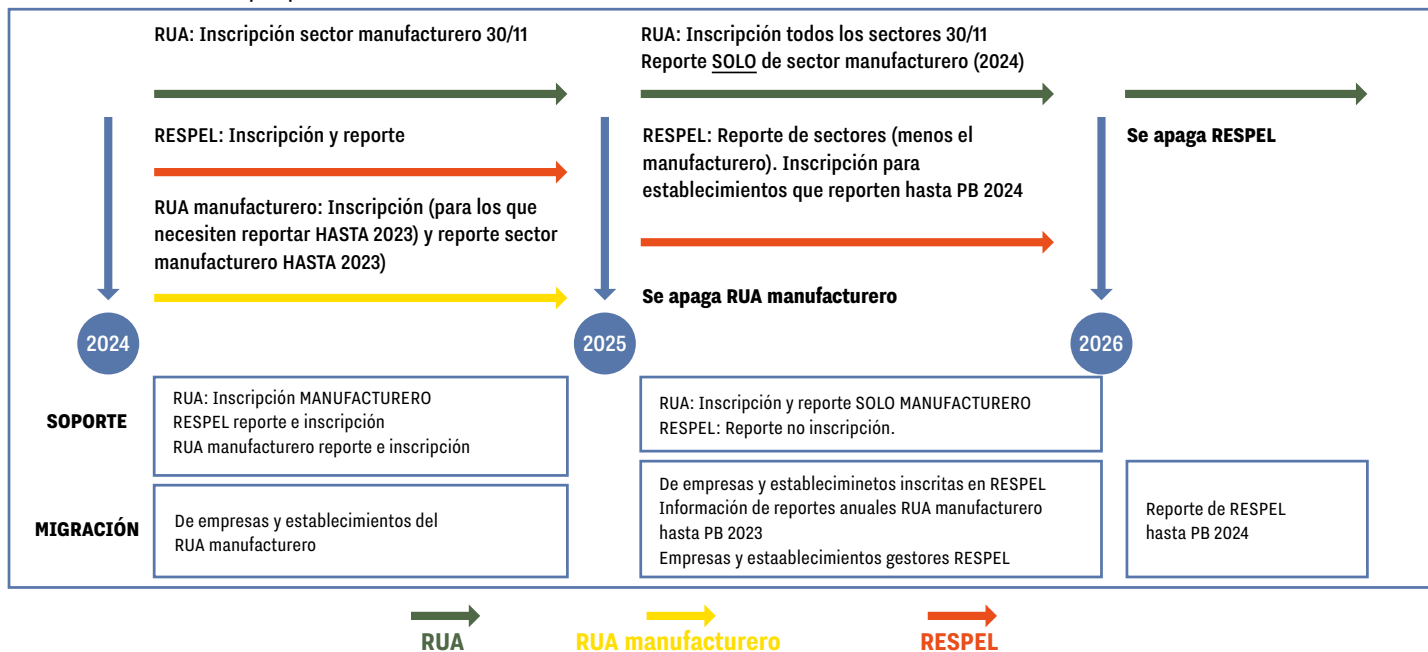 RUA: Inscripción sector manufacturero 30/11
RESPEL: Inscripción y reporte
RUA manufacturero: Inscripción (para los que
necesiten reportar HASTA 2023) y reporte sector
manufacturero HASTA 2023)
RUA: Inscripción todos los sectores 30/11
Reporte SOLO de sector manufacturero (2024)
RESPEL: Reporte de sectores (menos el
manufacturero). Inscripción para
establecimientos que reporten hasta PB 2024
Se apaga RUA manufacturero
Se apaga RESPEL
2024
2025
2026
SOPORTE
RUA: Inscripción MANUFACTURERO
RESPEL reporte e inscripción
RUA manufacturero reporte e inscripción
RUA: Inscripción y reporte SOLO MANUFACTURERO
RESPEL: Reporte no inscripción.
MIGRACIÓN
De empresas y establecimientos del
RUA manufacturero
De empresas y estableciminetos inscritas en RESPEL
Información de reportes anuales RUA manufacturero
hasta PB 2023
Empresas y estaablecimientos gestores RESPEL
Reporte de RESPEL
hasta PB 2024
RUA
RUA manufacturero
RESPEL